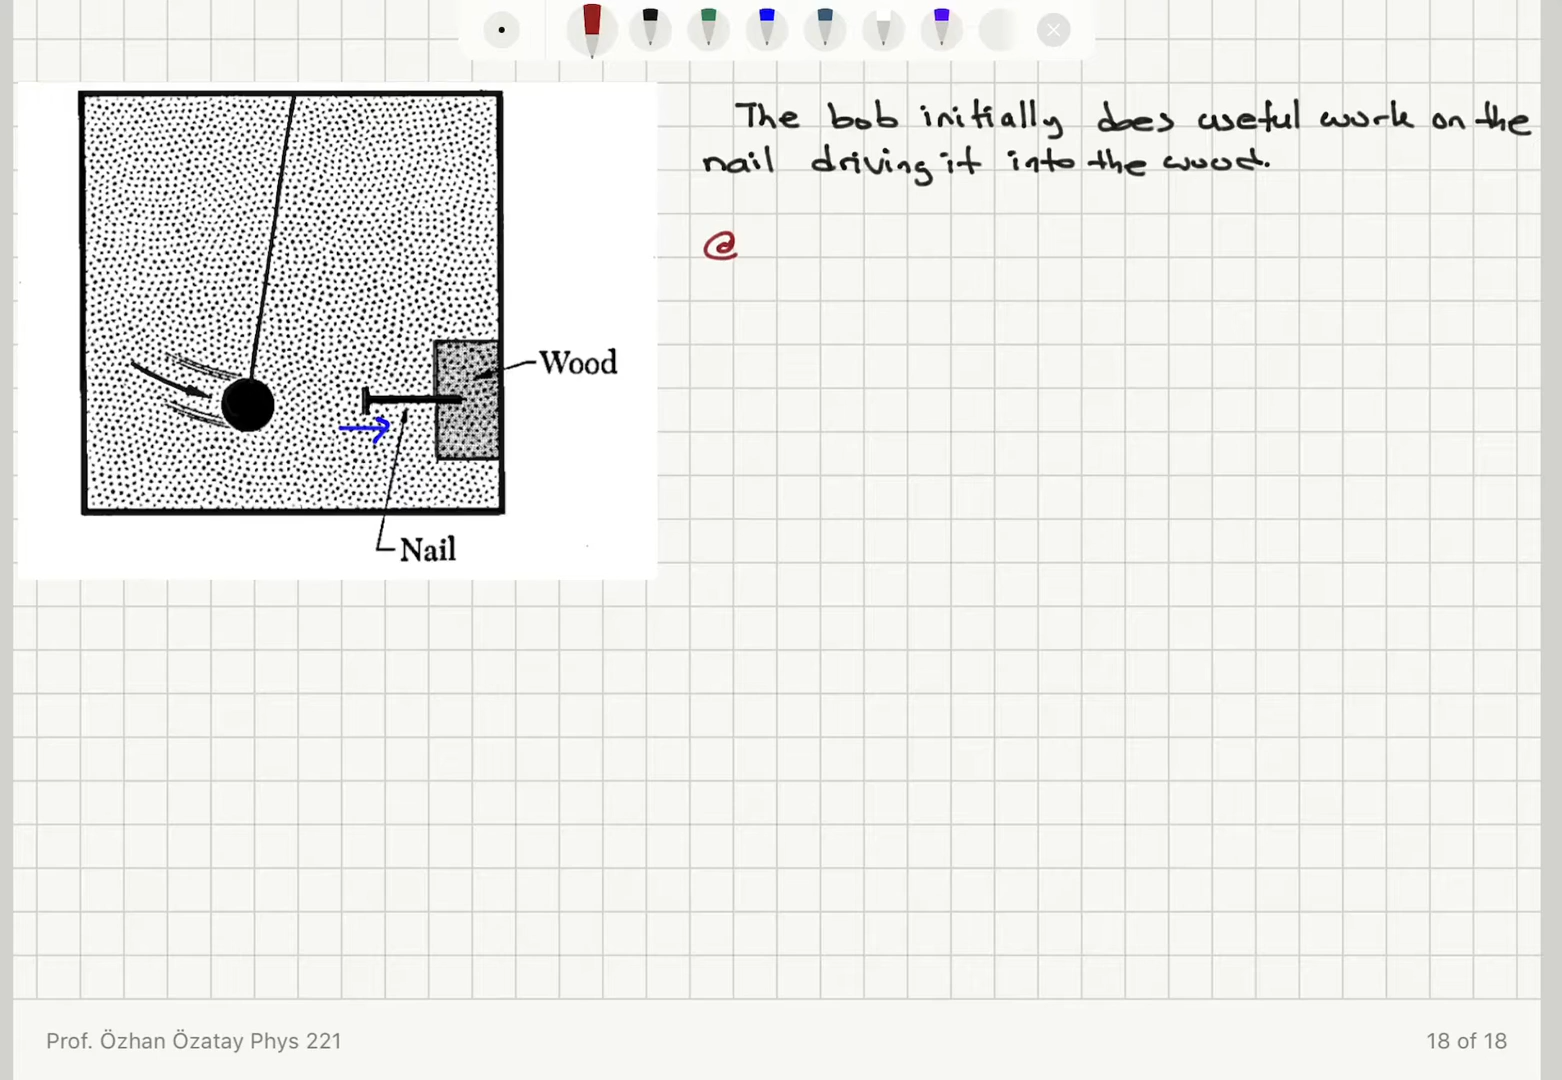 The bob initially does useful work on the
nail driving it into the wood.
@
Wood
Nail
Prof. Özhan Özatay Phys 221
18 of 18